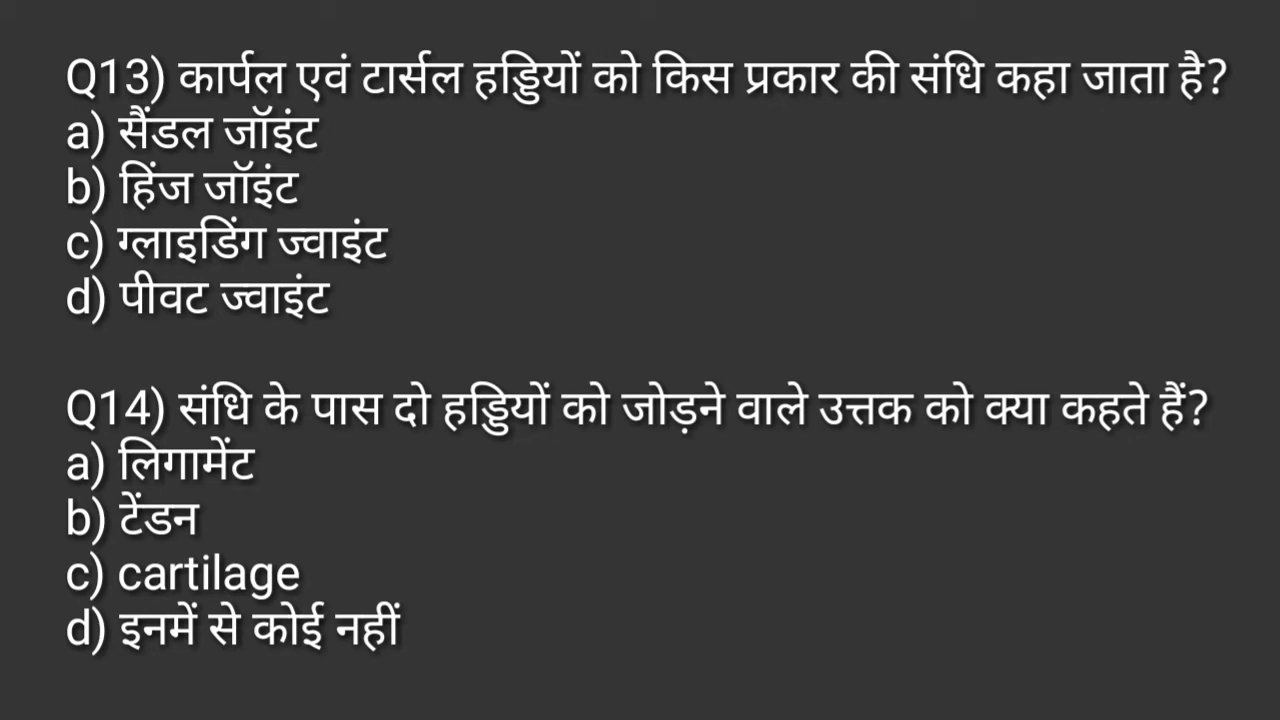 Q13) कार्पल एवं टार्सल हड्डियों को किस प्रकार की संधि कहा जाता है?
a) सैंडल जॉइंट
b) हिंज जॉइंट
c) ग्लाइडिंग ज्वाइंट
d) पीवट ज्वाइंट
Q14) संधि के पास दो हड्डियों को जोड़ने वाले उत्तक को क्या कहते हैं?
a) लिगामेंट
b) टेंडन
c) cartilage
d) इनमें से कोई नहीं